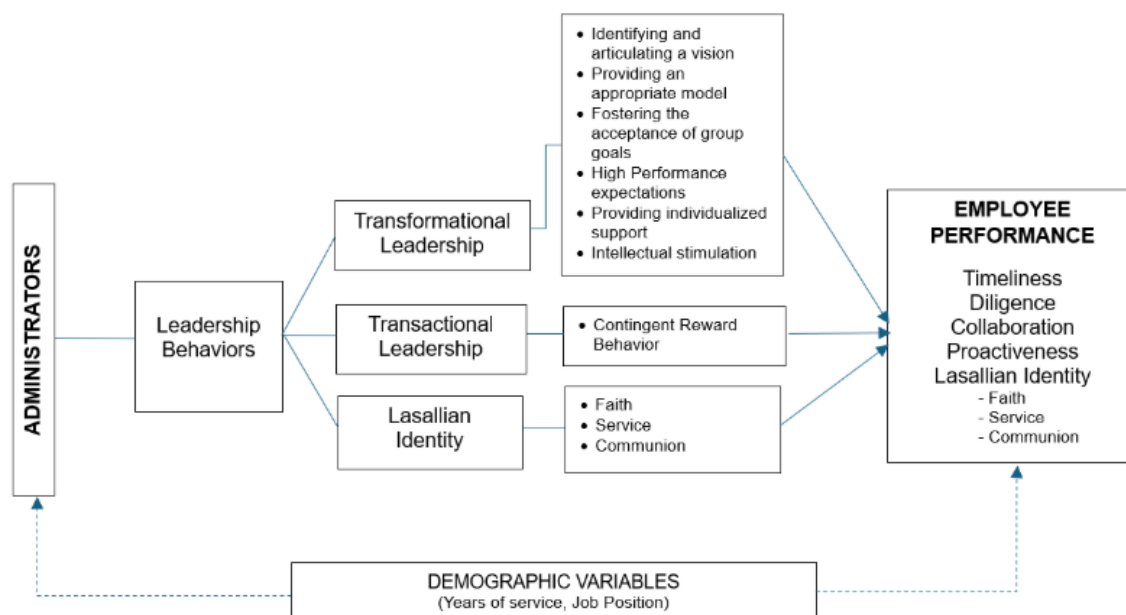 ADMINISTRATORS
Leadership
Behaviors
Transformational
Leadership
Transactional
Leadership
Lasallian
Identity
• Identifying and
articulating a vision
• Providing an
appropriate model
• Fostering the
acceptance of group
goals
• High Performance
expectations
• Providing individualized
support
• Intellectual stimulation
• Contingent Reward
Behavior
• Faith
• Service
• Communion
EMPLOYEE
PERFORMANCE
Timeliness
Diligence
Collaboration
Proactiveness
Lasallian Identity
- Faith
- Service
- Communion
DEMOGRAPHIC VARIABLES
(Years of service, Job Position)